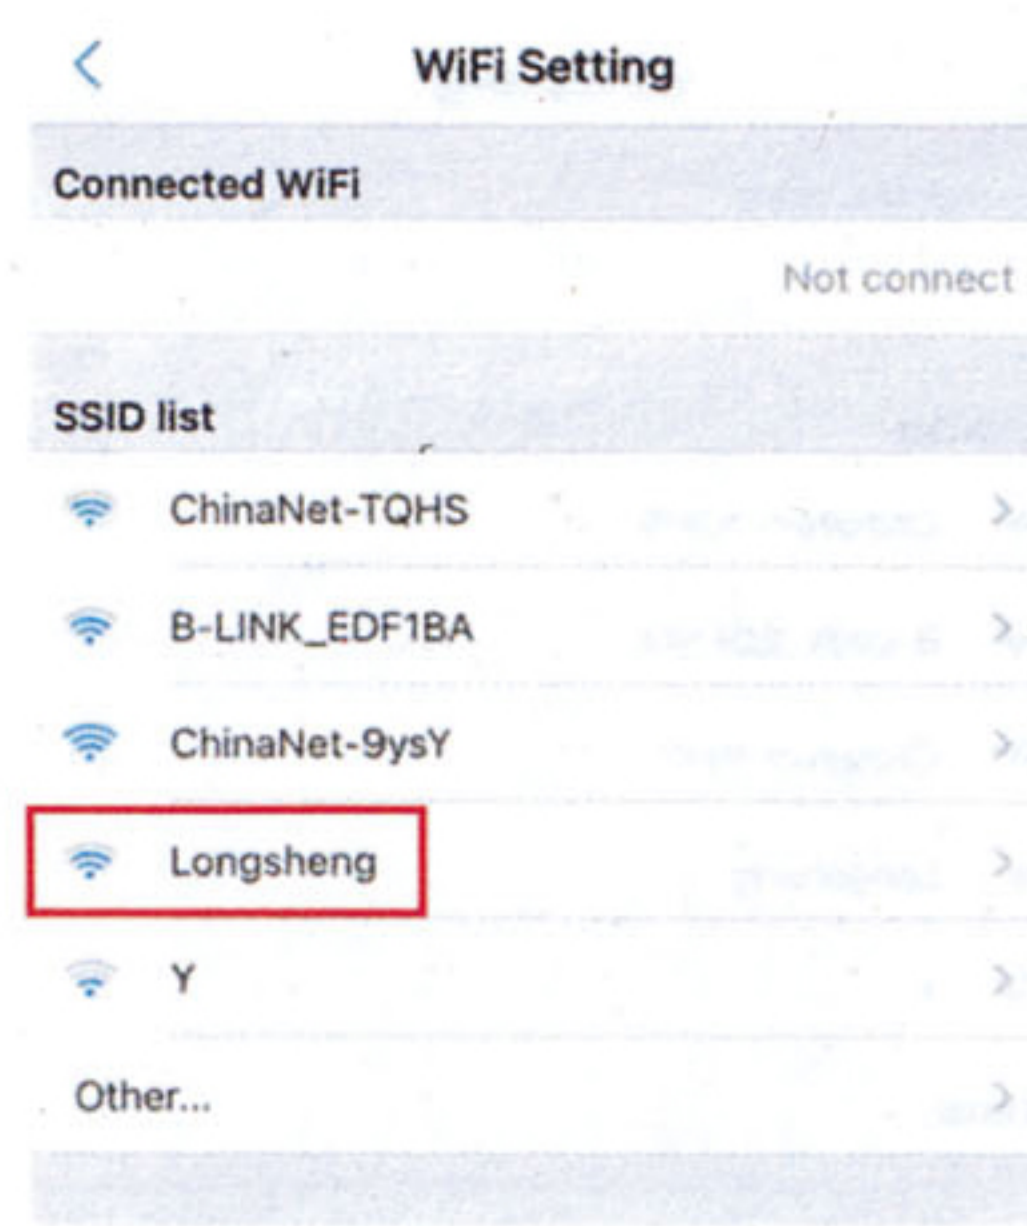 WiFi Setting
Connected WiFi
Not connect
SSID list
ChinaNet-TQHS
B-LINK_EDF1BA
ChinaNet-9ysY
Longsheng
Y
Other...